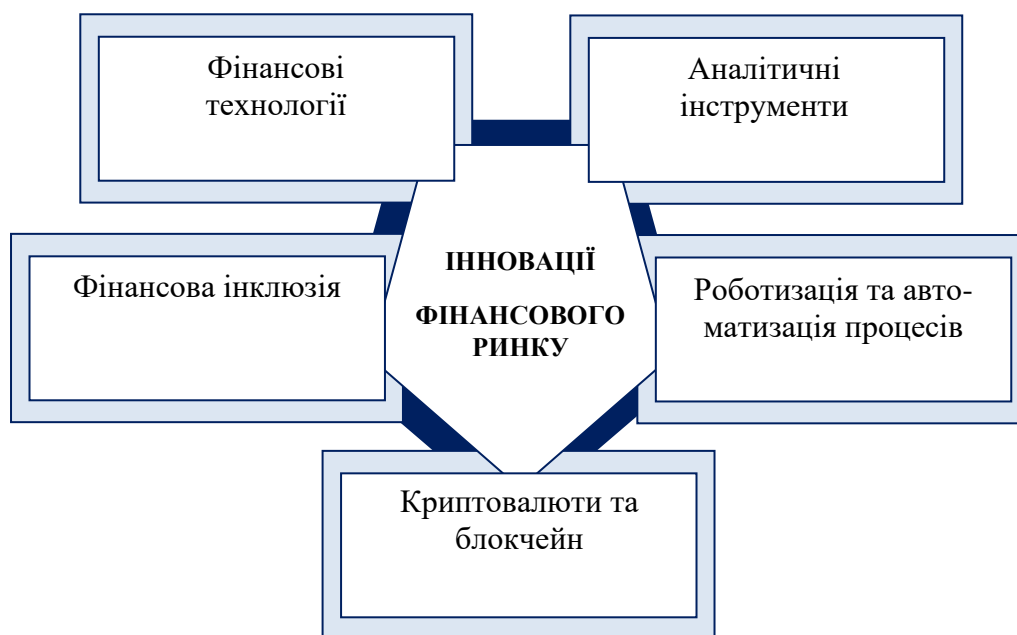 Фінансові
технології
Аналітичні
інструменти
ІННОВАЦІЇ
ФІНАНСОВОГО
РИНКУ
Фінансова інклюзія
Роботизація та авто-
матизація процесів
Криптовалюти та
блокчейн